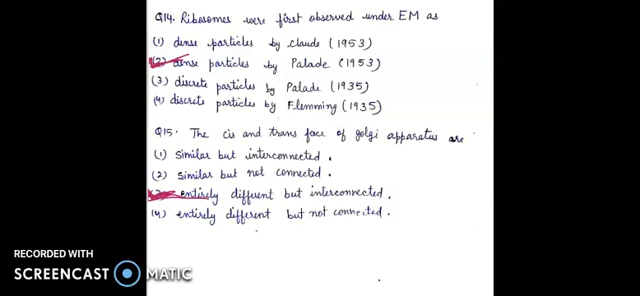 Q14. Ribosomes were first observed under EM as
(1) dense particles by Claude (1953)
(2) dense particles by Palade (1953)
(3) discrete particles by Palade (1935)
(4) discrete particles by Flemming (1935)
Q15. The cis and trans face of golgi apparatus are
(1) Similar but interconnected.
(2) Similar but not connected.
(3) entirely different but interconnected.
(4) entirely different but not connected.
RECORDED WITH
SCREENCAST MATIC